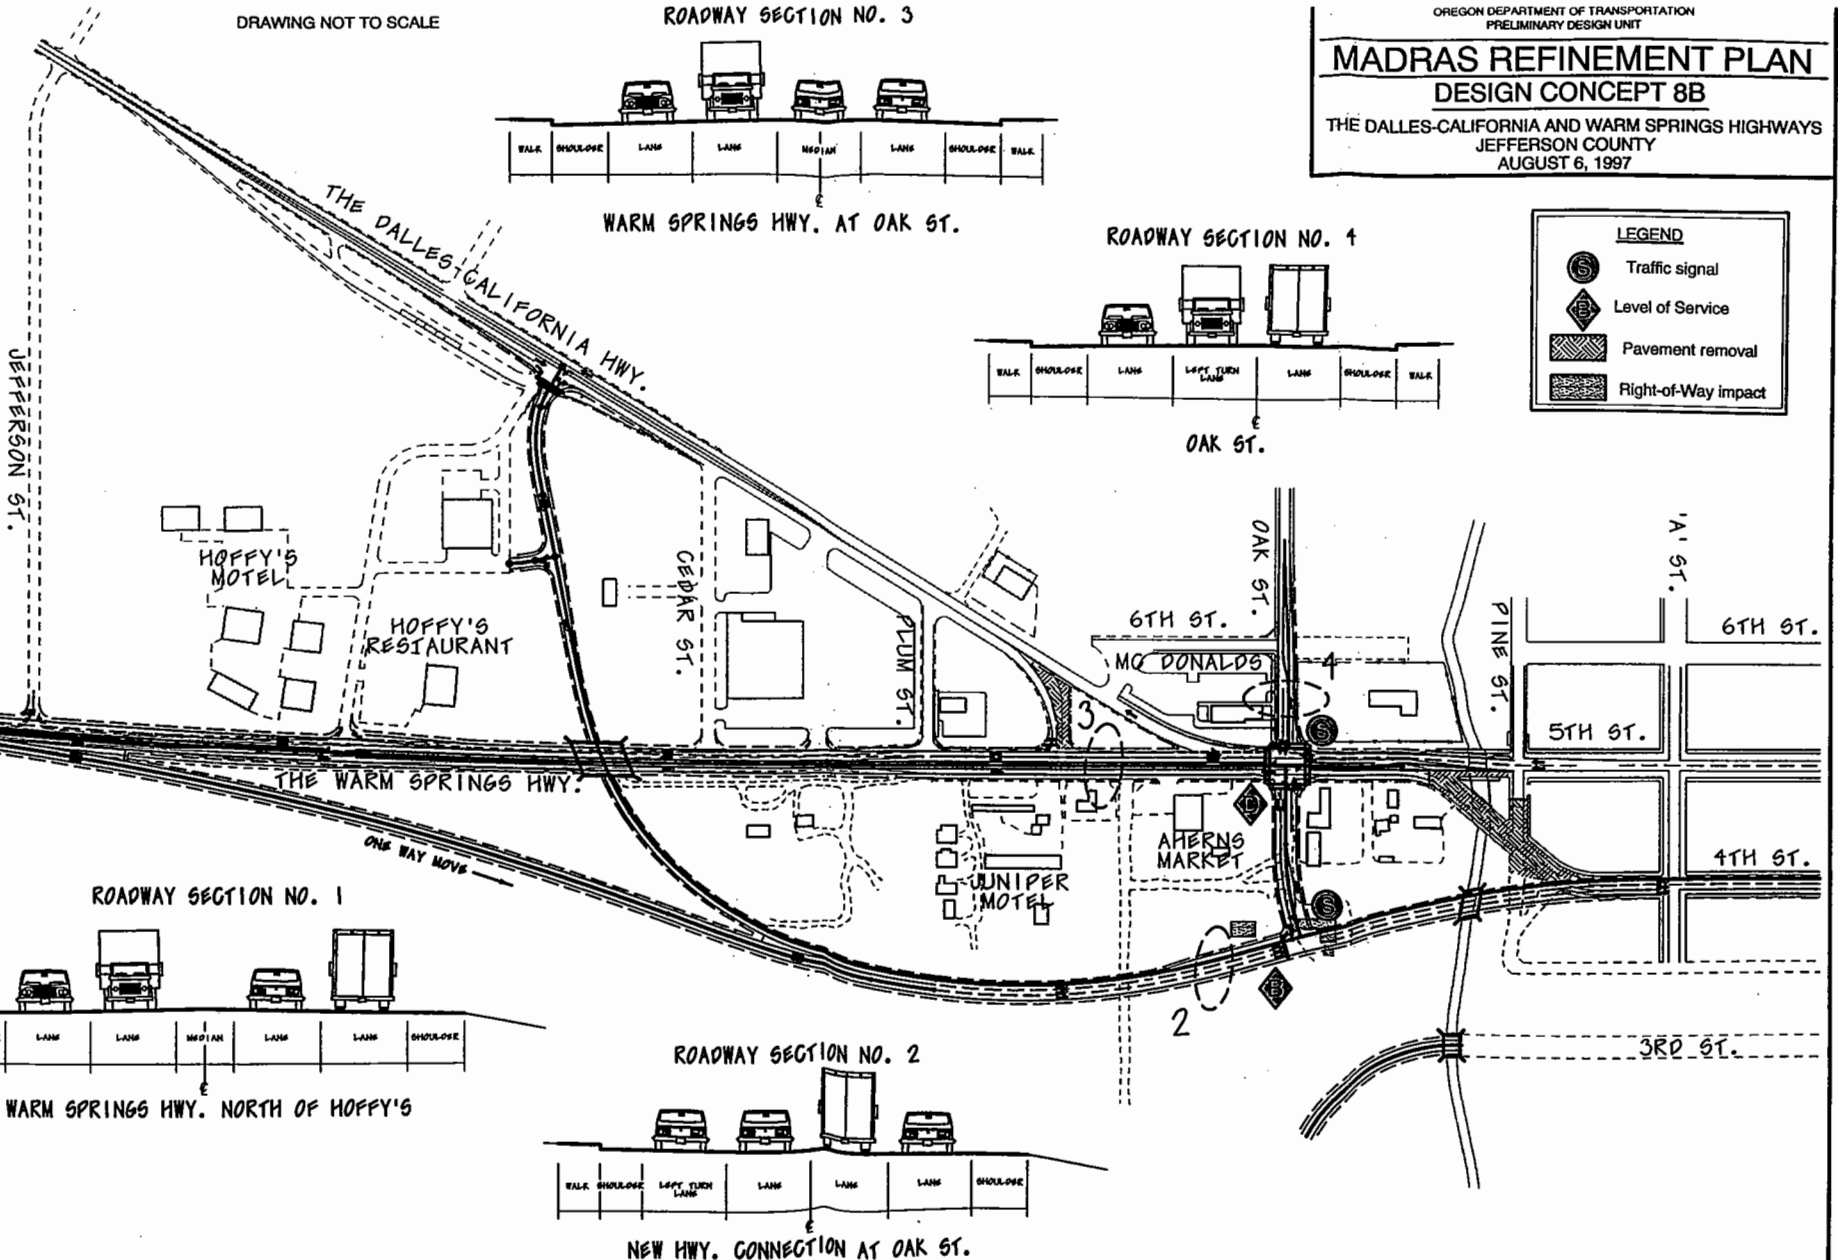 DRAWING NOT TO SCALE
ROADWAY SECTION NO. 3
WALK SHOULDER LANE LANE MEDIAN LANE SHOULDER WALK
WARM SPRINGS HWY. AT OAK ST.
OREGON DEPARTMENT OF TRANSPORTATION
PRELIMINARY DESIGN UNIT
MADRAS REFINEMENT PLAN
DESIGN CONCEPT 8B
THE DALLES-CALIFORNIA AND WARM SPRINGS HIGHWAYS
JEFFERSON COUNTY
AUGUST 6, 1997
ROADWAY SECTION NO. 4
WALK SHOULDER LANE LEFT TURN LANE LANE SHOULDER WALK
OAK ST.
LEGEND
S Traffic signal
B Level of Service
Pavement removal
Right-of-Way impact
THE DALLES-CALIFORNIA HWY.
JEFFERSON ST.
HOFFY'S
MOTEL
HOFFY'S
RESTAURANT
CEDAR ST.
PLUM ST.
OAK ST.
6TH ST.
MC DONALDS
4
3
S
PINE ST.
'A' ST.
6TH ST.
5TH ST.
4TH ST.
3RD ST.
THE WARM SPRINGS HWY.
ONE WAY MOVE
JUNIPER
MOTEL
AHERNS
MARKET
S
B
2
ROADWAY SECTION NO. 1
LANE LANE MEDIAN LANE LANE SHOULDER
WARM SPRINGS HWY. NORTH OF HOFFY'S
ROADWAY SECTION NO. 2
WALK SHOULDER LEFT TURN LANE LANE LANE LANE SHOULDER
NEW HWY. CONNECTION AT OAK ST.